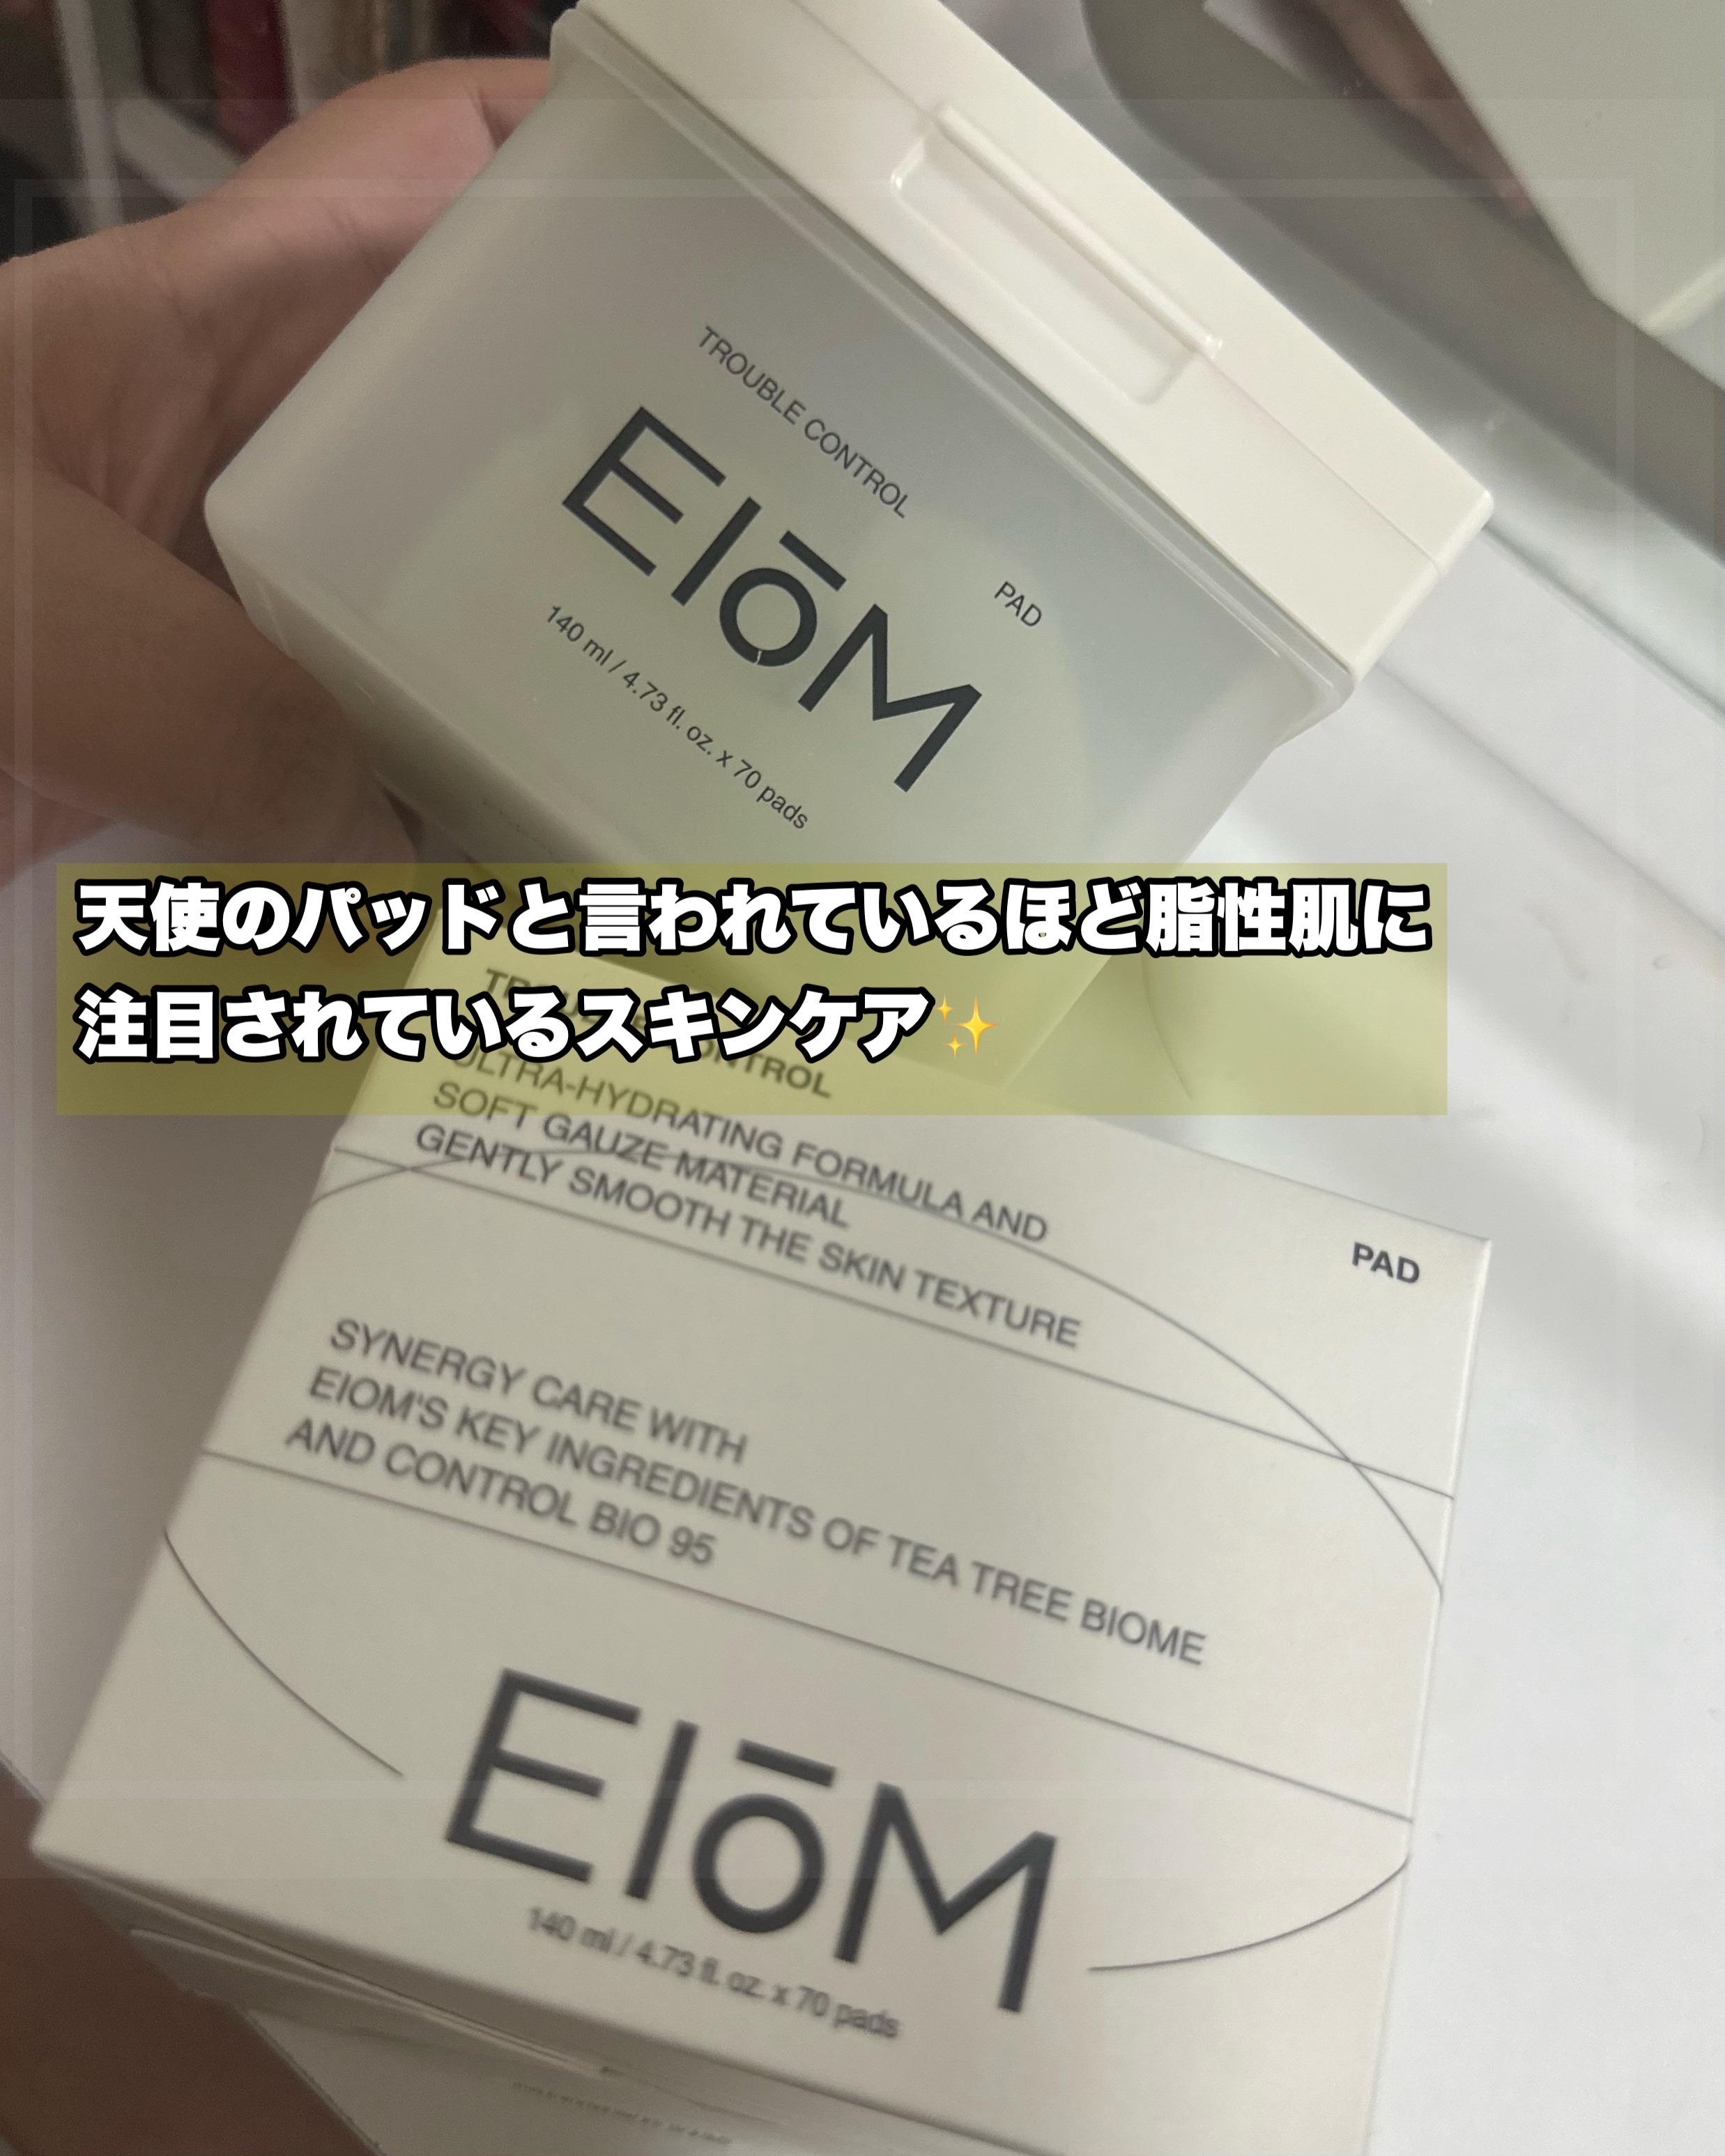 TROUBLE CONTROL
PAD
EIōM
140 ml / 4.73 fl. oz. x 70 pads
天使のパッドと言われているほど脂性肌に
注目されているスキンケア✨
TROUBLE CONTROL
ULTRA-HYDRATING FORMULA AND
SOFT GAUZE MATERIAL
GENTLY SMOOTH THE SKIN TEXTURE
PAD
SYNERGY CARE WITH
EIOM'S KEY INGREDIENTS OF TEA TREE BIOME
AND CONTROL BIO 95
EIōM
140 ml / 4.73 fl. oz. x 70 pads